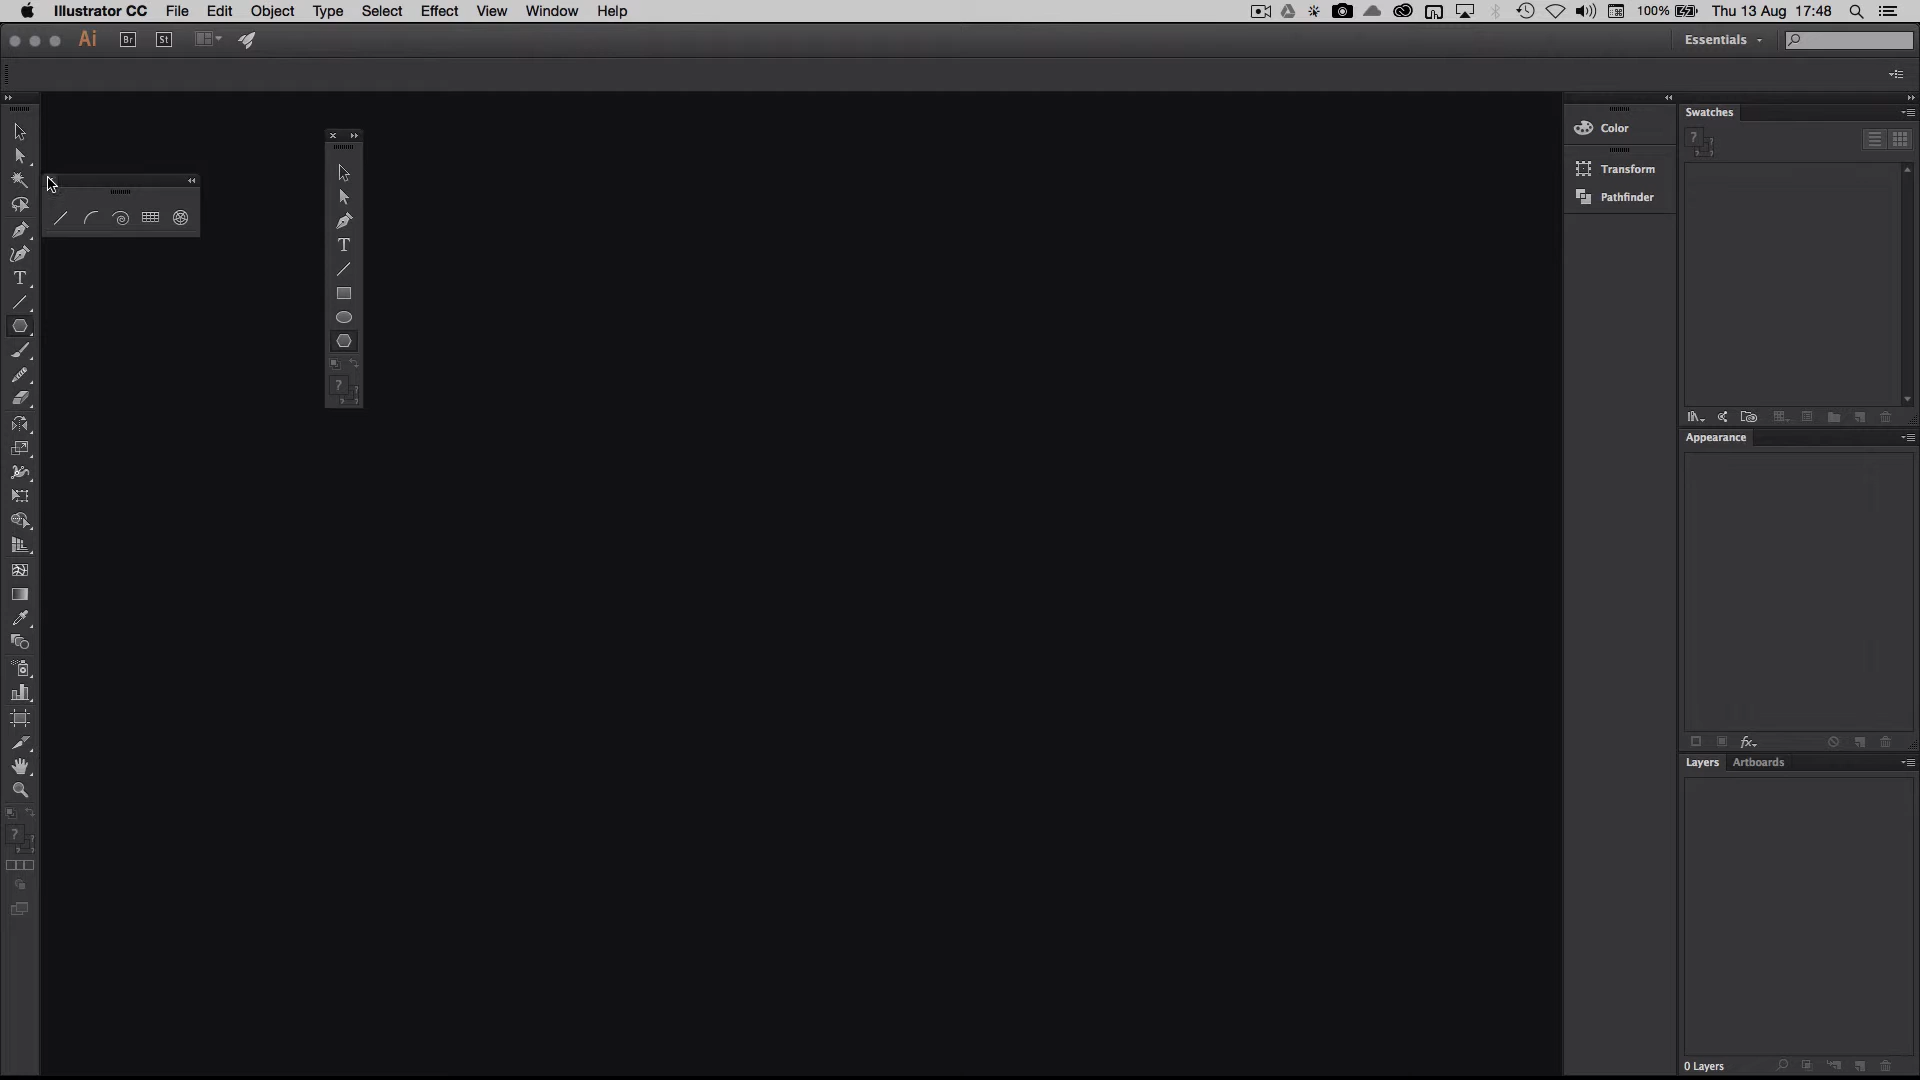 Illustrator CC File Edit Object Type Select Effect View Window Help 100% Thu 13 Aug 17:48
Ai Br St Essentials
Swatches
Color
Transform
Pathfinder
T
T
?
?
?
Appearance
fx
Layers Artboards
0 Layers